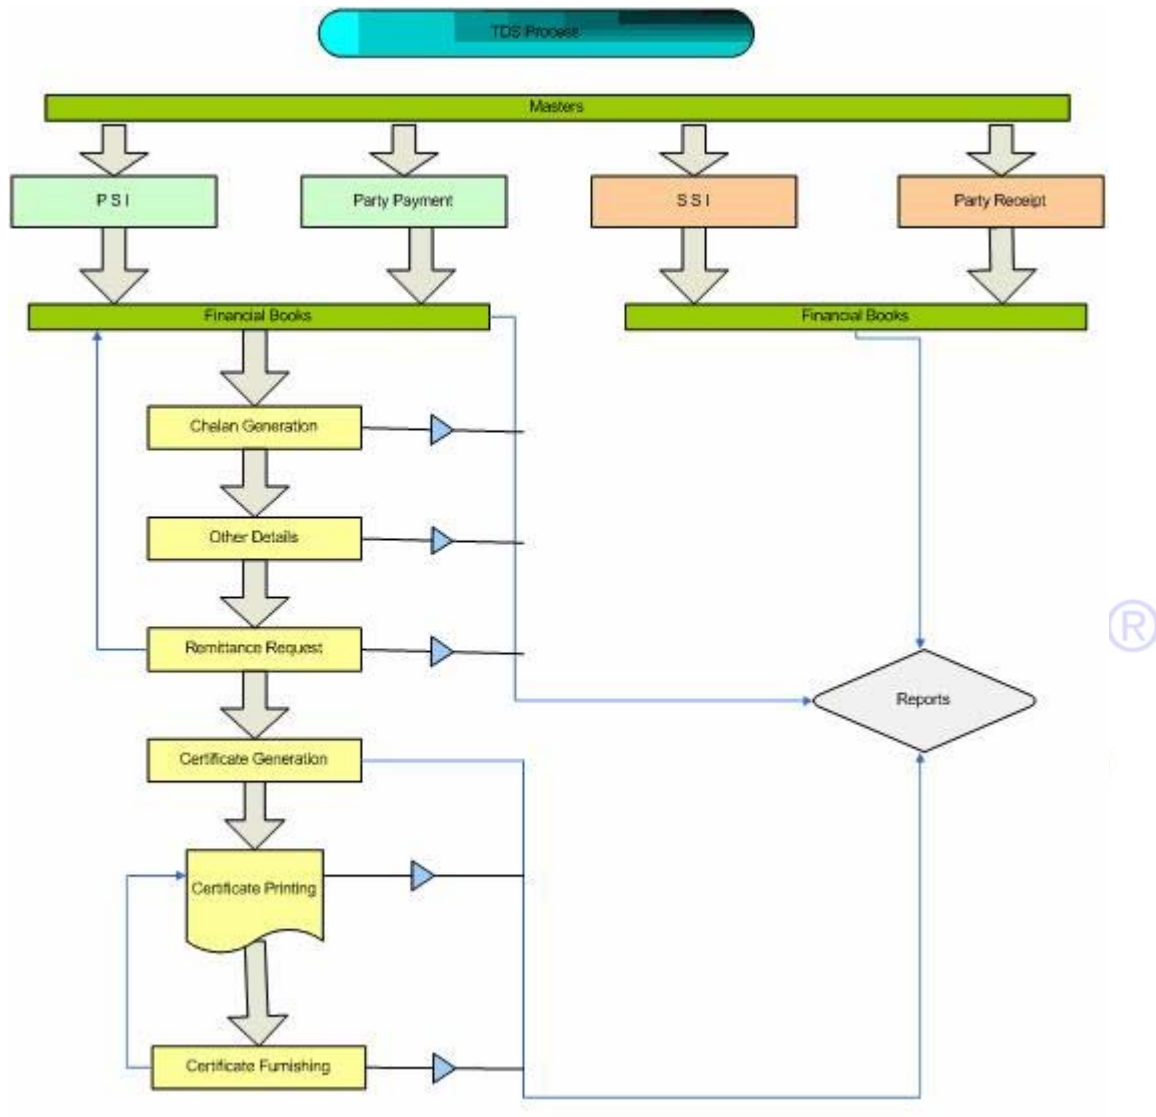 TDS Process
Masters
P S I
Party Payment
S S I
Party Receipt
Financial Books
Financial Books
Chelan Generation
Other Details
Remittance Request
®
Reports
Certificate Generation
Certificate Printing
Certificate Furnishing